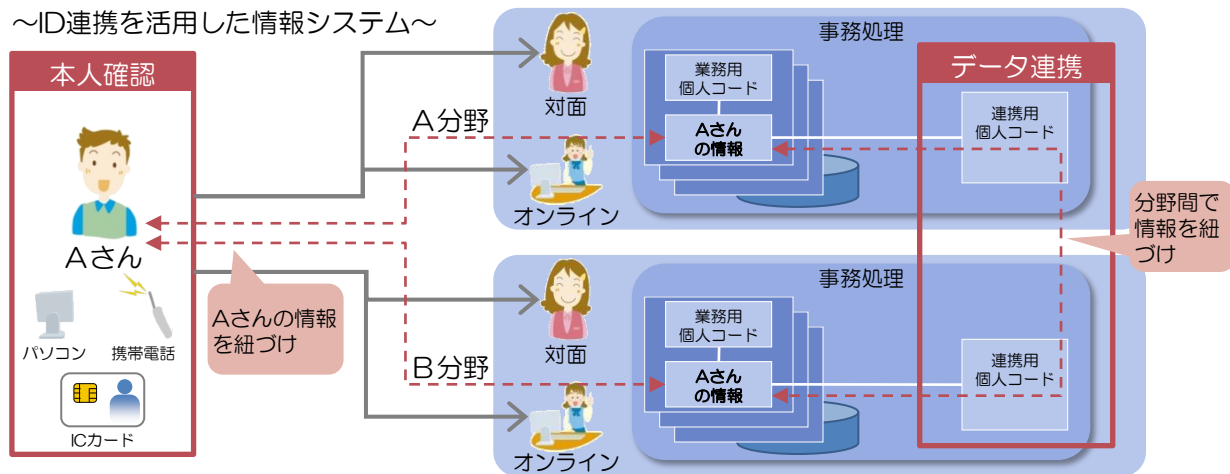 ～ID連携を活用した情報システム～
本人確認
Aさん
パソコン
携帯電話
ICカード
Aさんの情報
を紐づけ
A分野
対面
オンライン
事務処理
業務用
個人コード
Aさん
の情報
データ連携
連携用
個人コード
分野間で
情報を紐
づけ
B分野
対面
オンライン
事務処理
業務用
個人コード
Aさん
の情報
連携用
個人コード